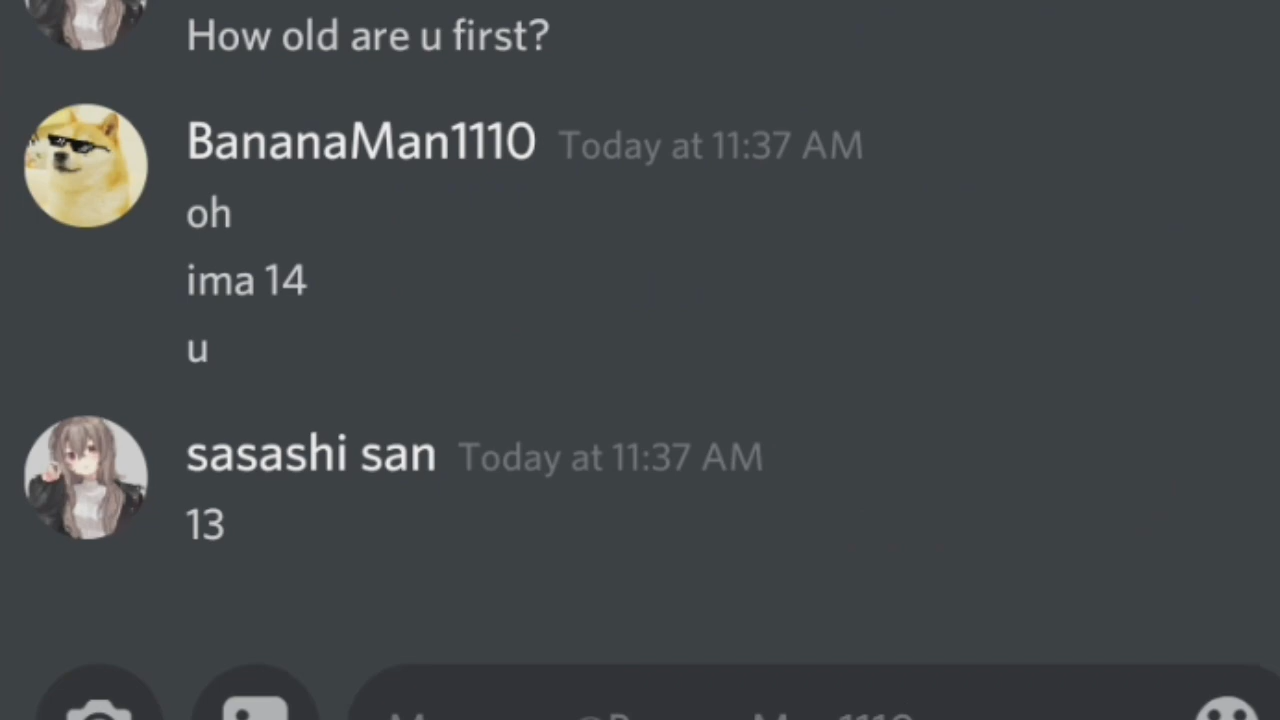 How old are u first?
BananaMan1110 Today at 11:37 AM
oh
ima 14
u
sasashi san Today at 11:37 AM
13